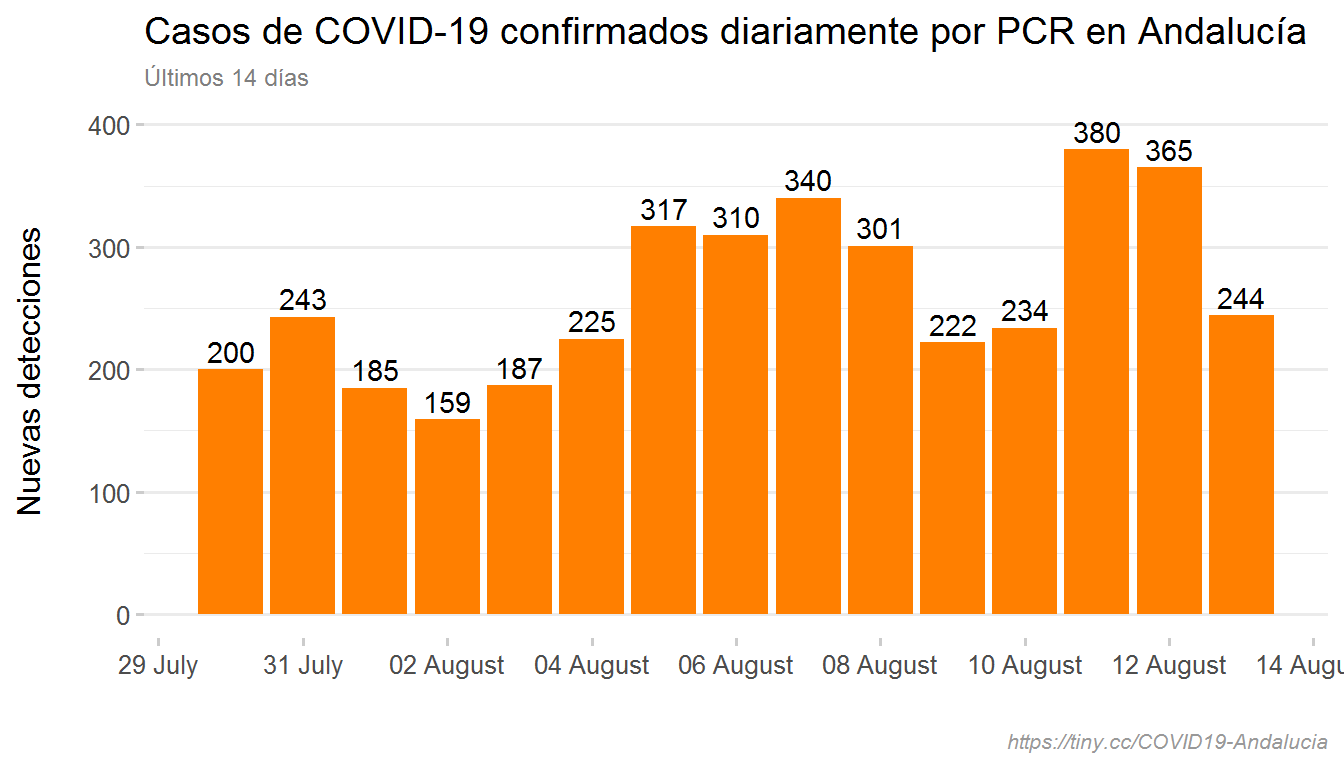 Casos de COVID-19 confirmados diariamente por PCR en Andalucía
Últimos 14 días
Nuevas detecciones
400
300
200
100
0
200
243
185
159
187
225
317
310
340
301
222
234
380
365
244
29 July
31 July
02 August
04 August
06 August
08 August
10 August
12 August
14 Augu
https://tiny.cc/COVID19-Andalucia